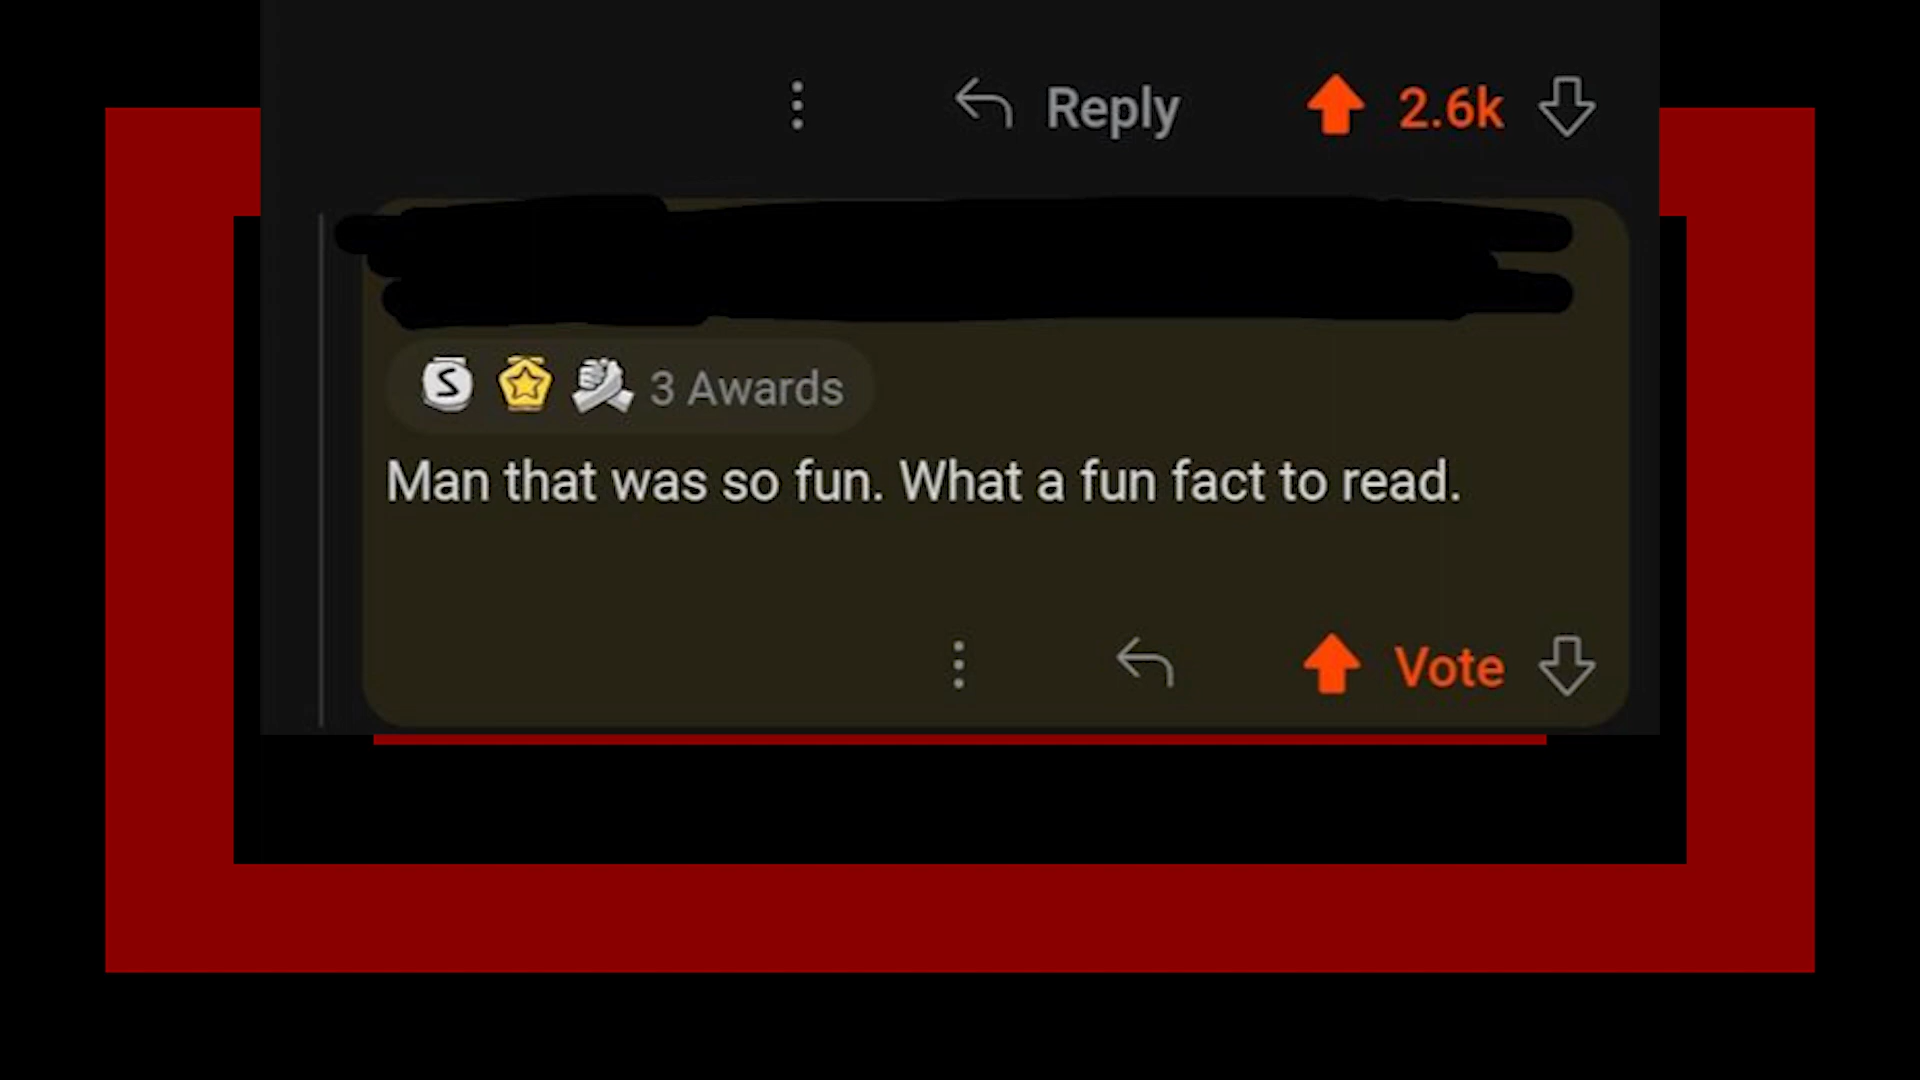 Reply 2.6k
S 3 Awards
Man that was so fun. What a fun fact to read.
Vote